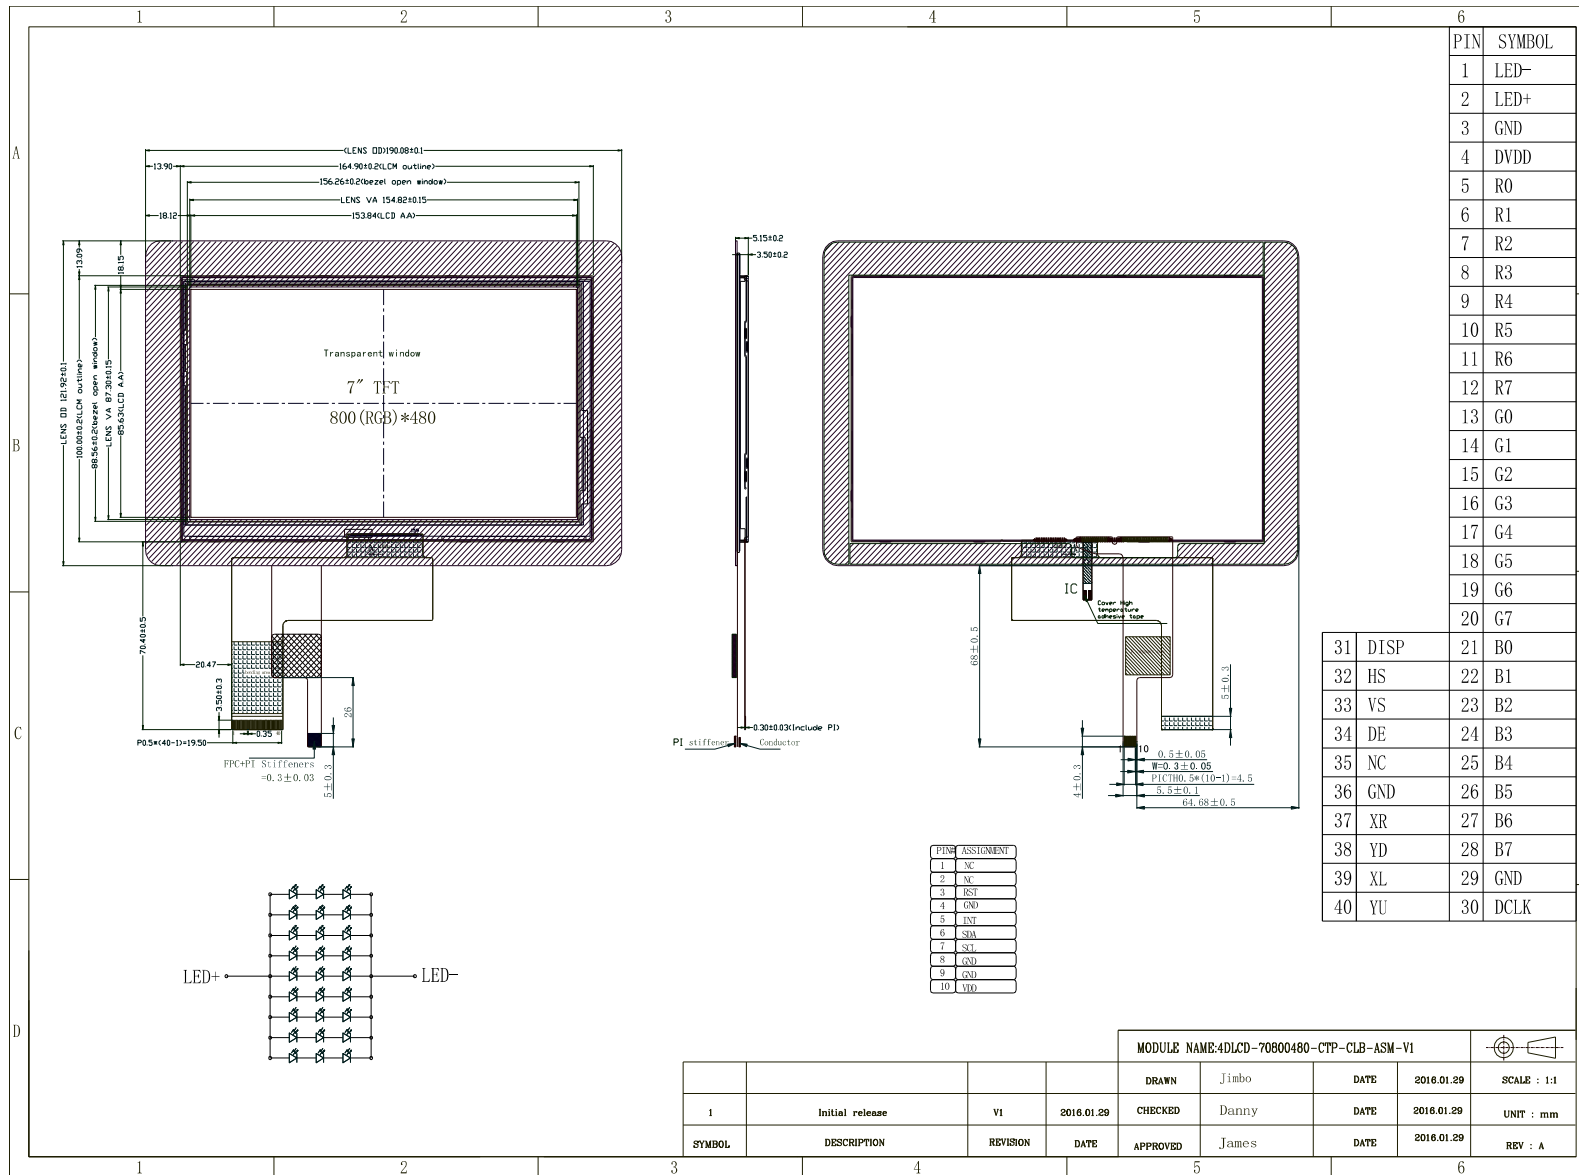 1 2 3 4 5 6
A
B
C
D
PIN SYMBOL
1 LED-
2 LED+
3 GND
4 DVDD
5 R0
6 R1
7 R2
8 R3
9 R4
10 R5
11 R6
12 R7
13 G0
14 G1
15 G2
16 G3
17 G4
18 G5
19 G6
20 G7
31 DISP 21 B0
32 HS 22 B1
33 VS 23 B2
34 DE 24 B3
35 NC 25 B4
36 GND 26 B5
37 XR 27 B6
38 YD 28 B7
39 XL 29 GND
40 YU 30 DCLK
(LENS OD)190.08±0.1
13.90
164.90±0.2(LCM outline)
156.26±0.2(bezel open window)
LENS VA 154.82±0.15
18.12
153.84(LCD AA)
13.09
18.15
LENS OD 121.92±0.1
100.00±0.2(LCM outline)
88.56±0.2(bezel open window)
LENS VA 87.30±0.15
85.63(LCD AA)
Transparent window
7″ TFT
800(RGB)*480
70.40±0.5
20.47
3.50±0.3
0.35
P0.5*(40-1)=19.50
26
FPC+PI Stiffeners
=0.3±0.03
5±0.3
5.15±0.2
3.50±0.2
0.30±0.03(Include PI)
PI stiffener
Conductor
IC
Cover High
temperature
adhesive tape
68±0.5
5±0.3
4±0.3
1 10
0.5±0.05
W=0.3±0.05
PICTH0.5*(10-1)=4.5
5.5±0.1
64.68±0.5
PIN# ASSIGNMENT
1 NC
2 NC
3 RST
4 GND
5 INT
6 SDA
7 SCL
8 GND
9 GND
10 VDD
LED+
LED-
MODULE NAME:4DLCD-70800480-CTP-CLB-ASM-V1
DRAWN Jimbo DATE 2016.01.29 SCALE : 1:1
1 Initial release V1 2016.01.29 CHECKED Danny DATE 2016.01.29 UNIT : mm
SYMBOL DESCRIPTION REVISION DATE APPROVED James DATE 2016.01.29 REV : A
1 2 3 4 5 6